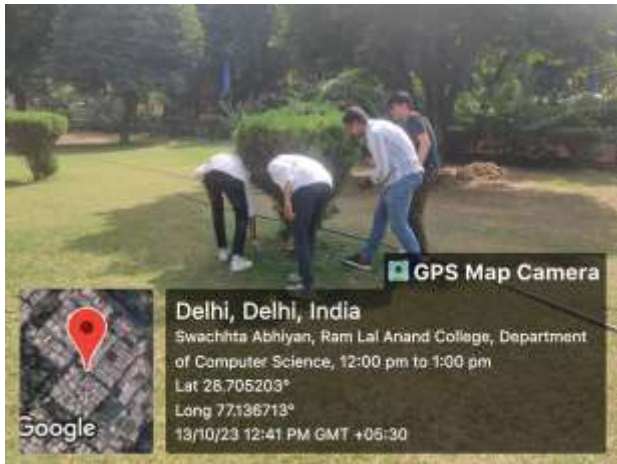 GPS Map Camera
Delhi, Delhi, India
Swachhta Abhiyan, Ram Lal Anand College, Department
of Computer Science, 12:00 pm to 1:00 pm
Lat 28.705203°
Long 77.136713°
13/10/23 12:41 PM GMT +05:30
Google